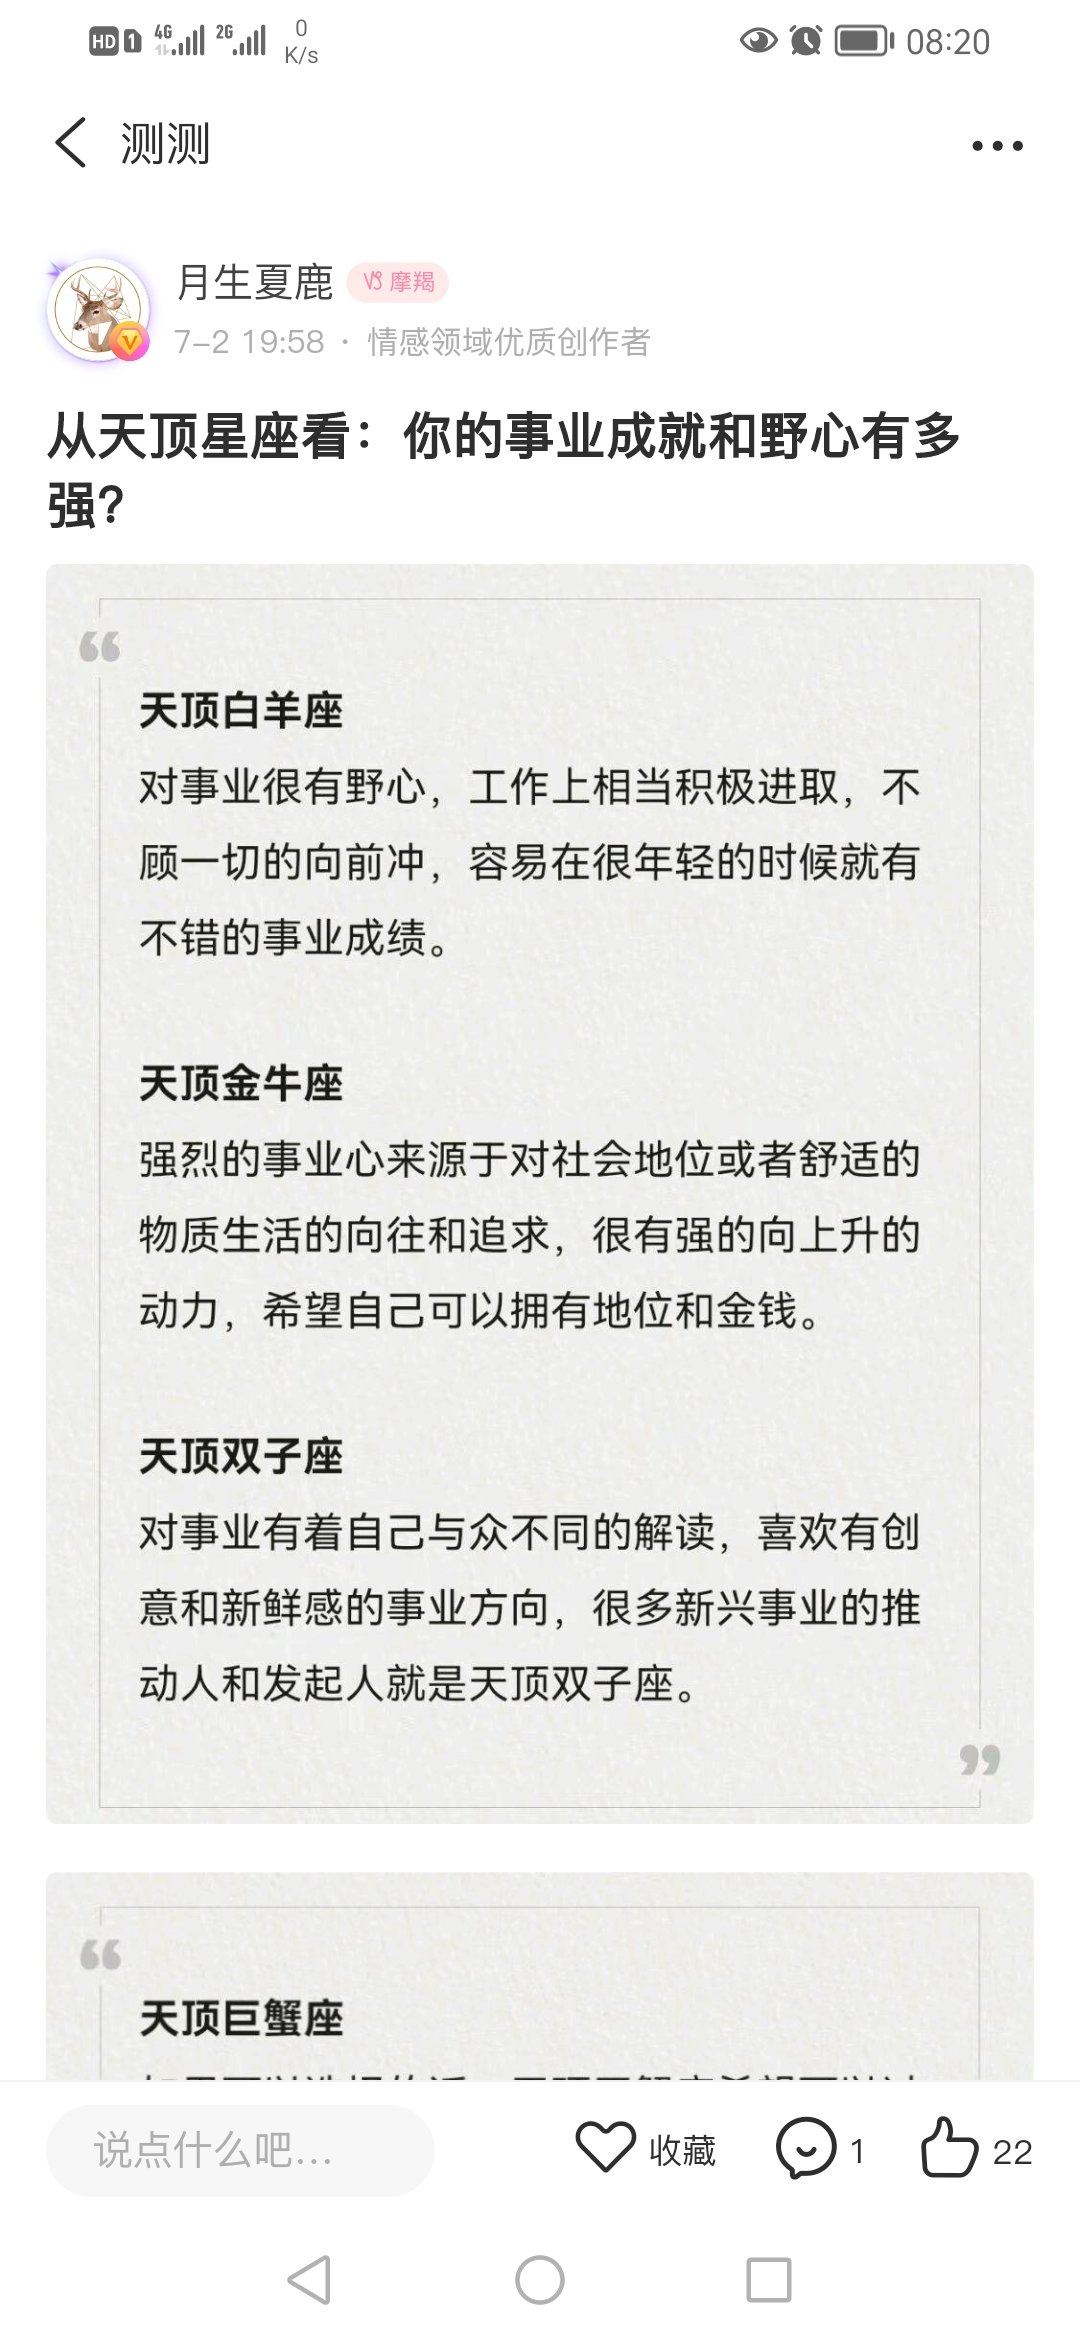 HD 1 4G 2G 0 K/s 08:20
测测
月生夏鹿 摩羯
7-2 19:58 · 情感领域优质创作者
从天顶星座看：你的事业成就和野心有多
强？
“
天顶白羊座
对事业很有野心，工作上相当积极进取，不
顾一切的向前冲，容易在很年轻的时候就有
不错的事业成绩。
天顶金牛座
强烈的事业心来源于对社会地位或者舒适的
物质生活的向往和追求，很有强的向上升的
动力，希望自己可以拥有地位和金钱。
天顶双子座
对事业有着自己与众不同的解读，喜欢有创
意和新鲜感的事业方向，很多新兴事业的推
动人和发起人就是天顶双子座。
”
“
天顶巨蟹座
说点什么吧... 收藏 1 22